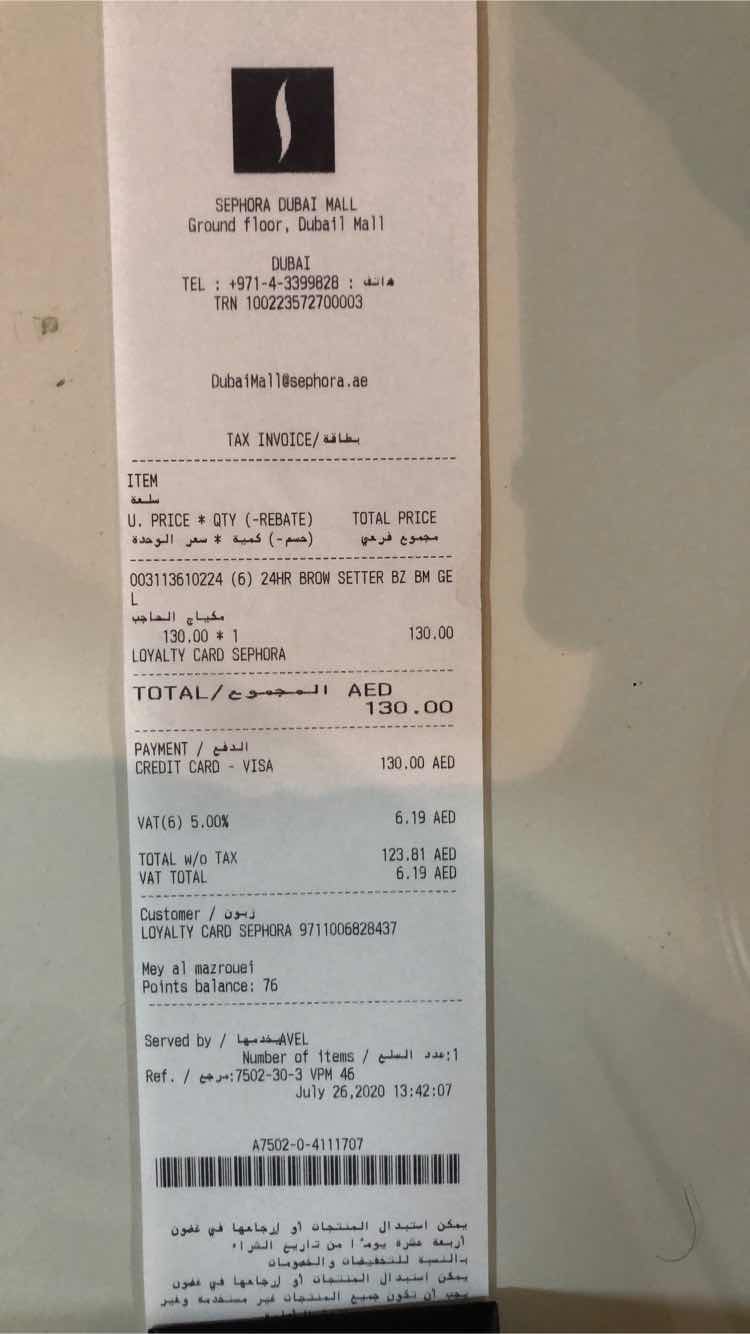 SEPHORA DUBAI MALL
Ground floor, Dubail Mall
DUBAI
TEL : +971-4-3399828 : هاتف
TRN 100223572700003
DubaiMall@sephora.ae
TAX INVOICE/بطاقة
ITEM
سلعة
U. PRICE * QTY (-REBATE) TOTAL PRICE
(حسم-) كمية * سعر الوحدة مجموع فرعي
003113610224 (6) 24HR BROW SETTER BZ BM GE
L
مكياج الحاجب
130.00 * 1 130.00
LOYALTY CARD SEPHORA
TOTAL/المجموع AED
130.00
PAYMENT / الدفع
CREDIT CARD - VISA 130.00 AED
VAT(6) 5.00% 6.19 AED
TOTAL w/o TAX 123.81 AED
VAT TOTAL 6.19 AED
Customer / زبون
LOYALTY CARD SEPHORA 9711006828437
Mey al mazrouei
Points balance: 76
Served by / يخدمها AVEL
Number of items / عدد السلع:1
Ref. / مرجع:7502-30-3 VPM 46
July 26,2020 13:42:07
A7502-0-4111707
يمكن استبدال المنتجات أو إرجاعها في غضون
أربعة عشرة يومًا من تاريخ الشراء
بالنسبة للتخفيضات والخصومات
يمكن استبدال المنتجات أو إرجاعها في غضون
يجب أن تكون جميع المنتجات غير مستخدمة وغير